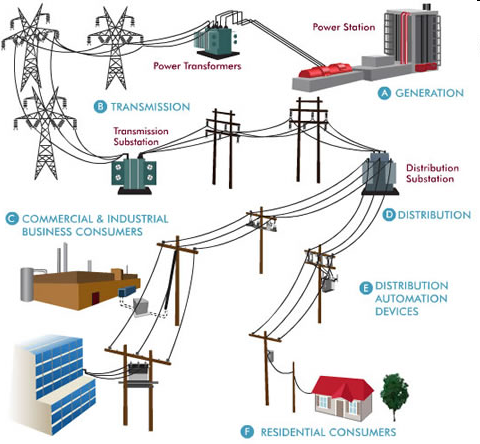 Power Station
Power Transformers
A GENERATION
B TRANSMISSION
Transmission
Substation
Distribution
Substation
C COMMERCIAL & INDUSTRIAL
BUSINESS CONSUMERS
D DISTRIBUTION
E DISTRIBUTION
AUTOMATION
DEVICES
F RESIDENTIAL CONSUMERS